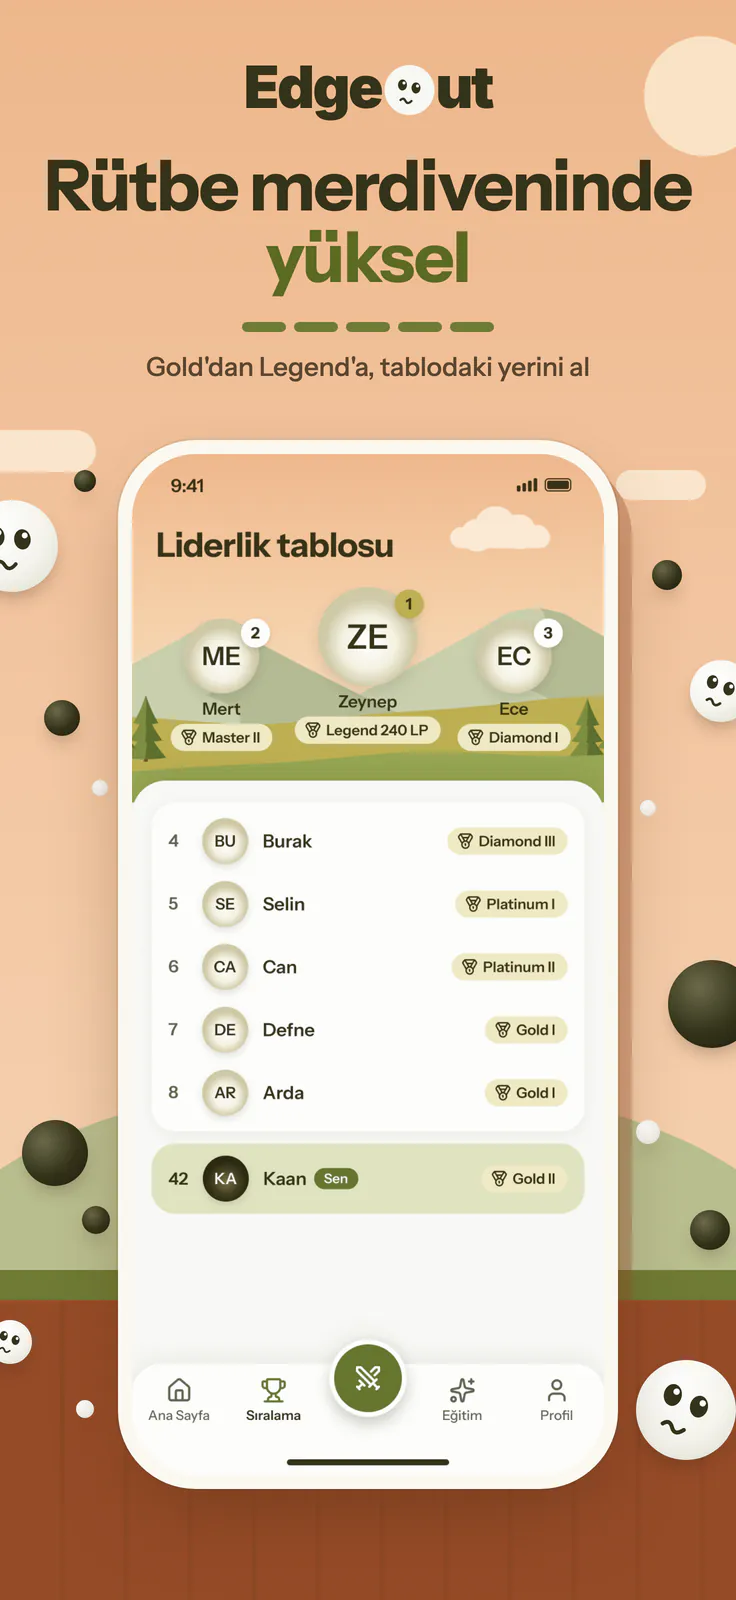 Edgeout
Rütbe merdiveninde
yüksel
Gold'dan Legend'a, tablodaki yerini al
9:41
Liderlik tablosu
ME 2
ZE 1
EC 3
Mert
Zeynep
Ece
Master II
Legend 240 LP
Diamond I
4 BU Burak Diamond III
5 SE Selin Platinum I
6 CA Can Platinum II
7 DE Defne Gold I
8 AR Arda Gold I
42 KA Kaan Sen Gold II
Ana Sayfa
Sıralama
Eğitim
Profil